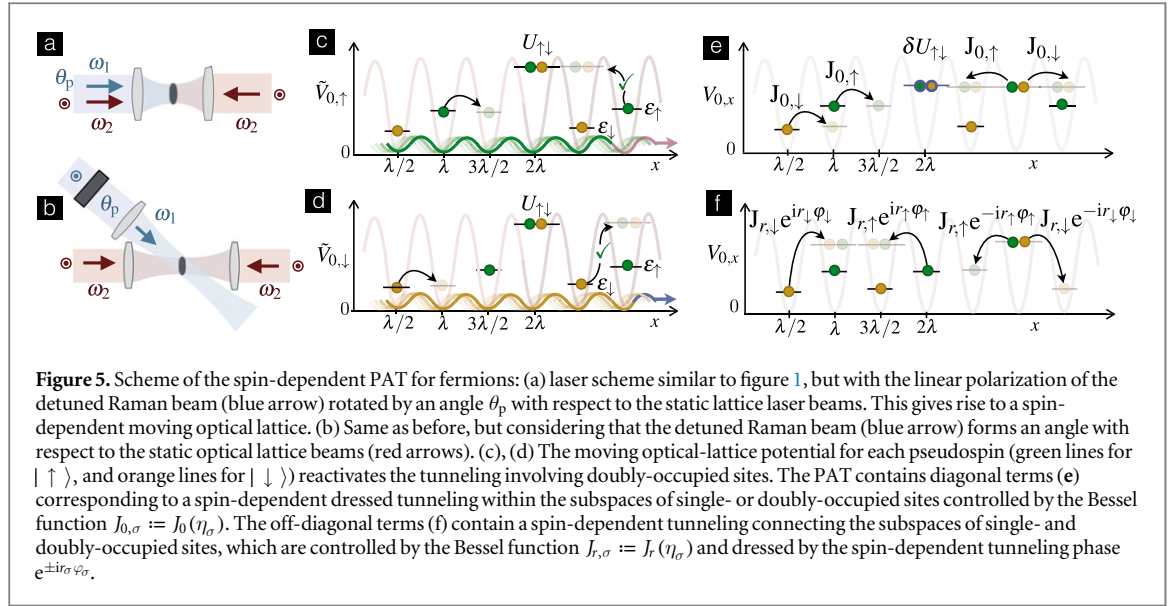 a
θp
ω1
ω2
ω2
b
θp
ω1
ω2
ω2
c
Ṽ0,↑
U↑↓
✓
ε↓
ε↑
0
λ/2
λ
3λ/2
2λ
x
d
Ṽ0,↓
U↑↓
✓
ε↓
ε↑
0
λ/2
λ
3λ/2
2λ
x
e
V0,x
J0,↓
J0,↑
δU↑↓
J0,↑
J0,↓
0
λ/2
λ
3λ/2
2λ
x
f
V0,x
Jr,↓e^{ir↓φ↓}
Jr,↑e^{ir↑φ↑}
Jr,↑e^{−ir↑φ↑}
Jr,↓e^{−ir↓φ↓}
0
λ/2
λ
3λ/2
2λ
x
Figure 5. Scheme of the spin-dependent PAT for fermions: (a) laser scheme similar to figure 1, but with the linear polarization of the
detuned Raman beam (blue arrow) rotated by an angle θp with respect to the static lattice laser beams. This gives rise to a spin-
dependent moving optical lattice. (b) Same as before, but considering that the detuned Raman beam (blue arrow) forms an angle with
respect to the static optical lattice beams (red arrows). (c), (d) The moving optical-lattice potential for each pseudospin (green lines for
| ↑ ⟩, and orange lines for | ↓ ⟩) reactivates the tunneling involving doubly-occupied sites. The PAT contains diagonal terms (e)
corresponding to a spin-dependent dressed tunneling within the subspaces of single- or doubly-occupied sites controlled by the Bessel
function J0,σ ≔ J0(ησ). The off-diagonal terms (f) contain a spin-dependent tunneling connecting the subspaces of single- and
doubly-occupied sites, which are controlled by the Bessel function Jr,σ ≔ Jr(ησ) and dressed by the spin-dependent tunneling phase
e^{±irσφσ}.